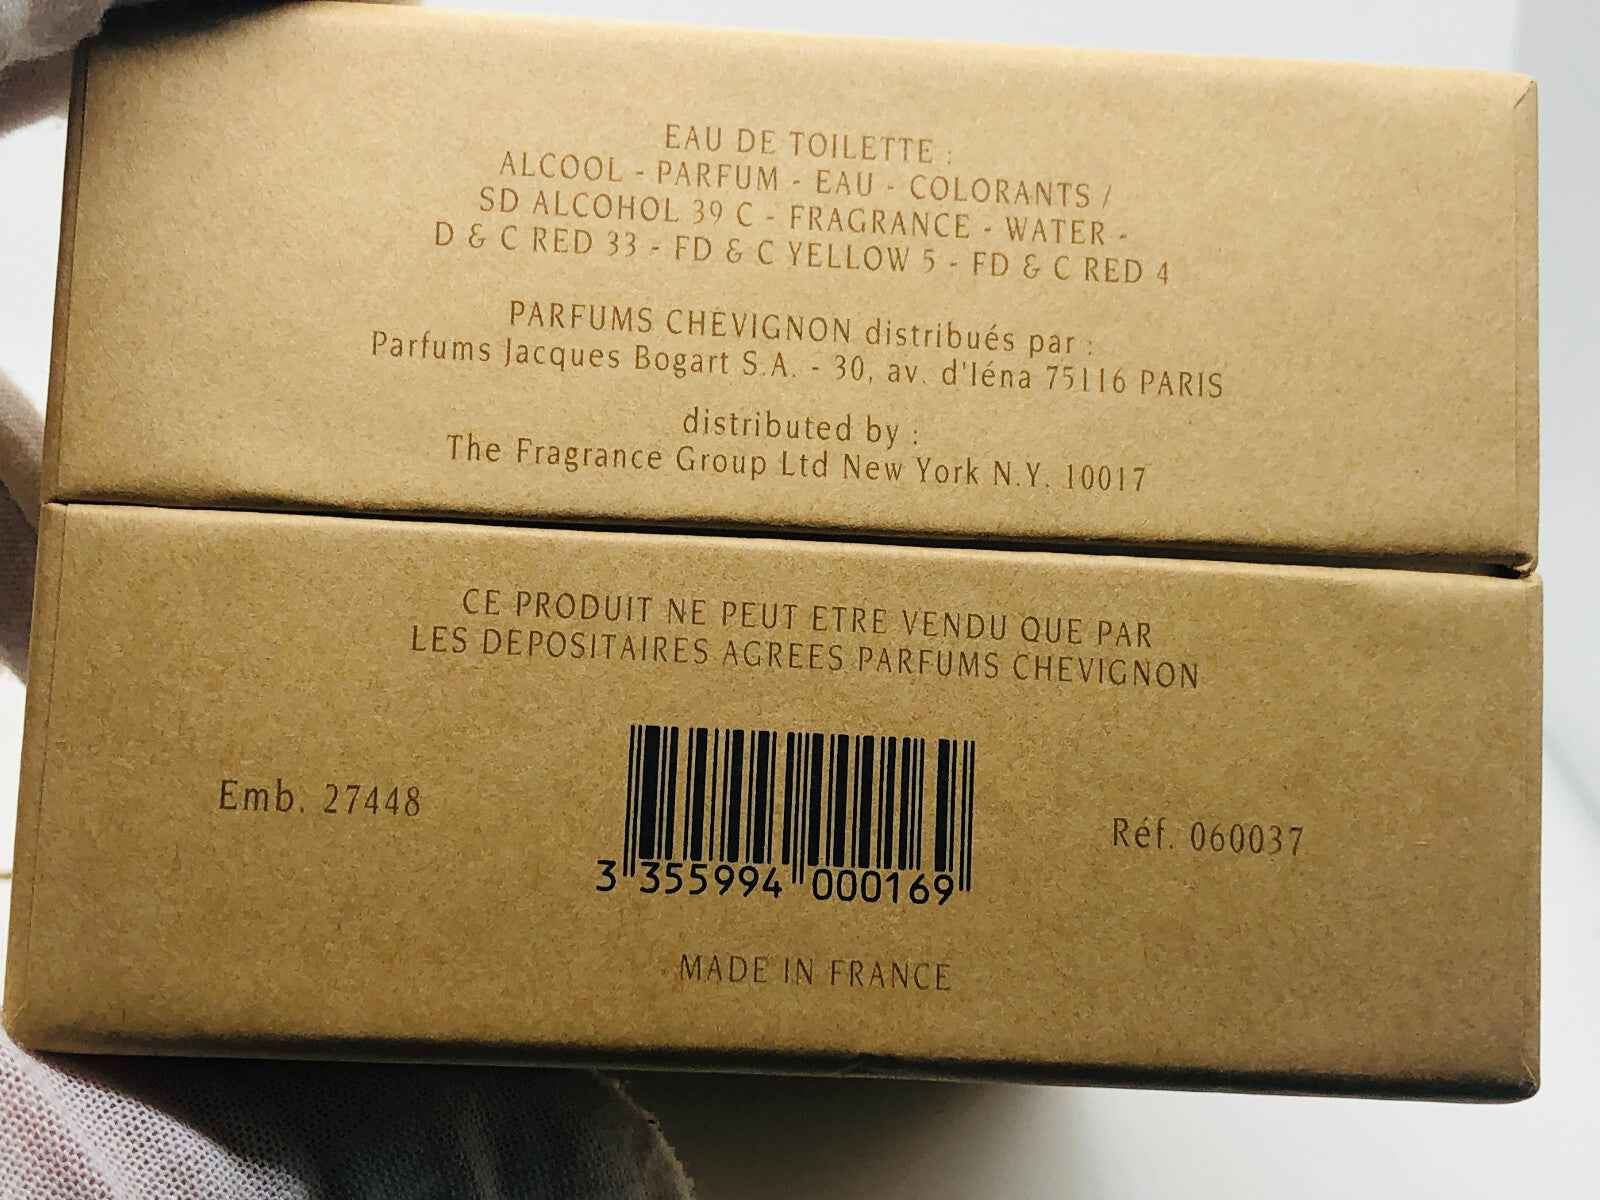 EAU DE TOILETTE :
ALCOOL - PARFUM - EAU - COLORANTS /
SD ALCOHOL 39 C - FRAGRANCE - WATER -
D & C RED 33 - FD & C YELLOW 5 - FD & C RED 4
PARFUMS CHEVIGNON distribués par :
Parfums Jacques Bogart S.A. - 30, av. d'Iéna 75116 PARIS
distributed by :
The Fragrance Group Ltd New York N.Y. 10017
CE PRODUIT NE PEUT ETRE VENDU QUE PAR
LES DEPOSITAIRES AGREES PARFUMS CHEVIGNON
Emb. 27448
3 355994 000169
Réf. 060037
MADE IN FRANCE